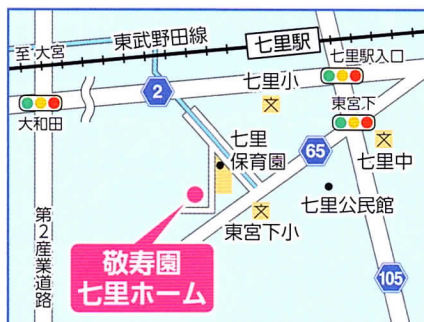 至 大宮
東武野田線
七里駅
七里駅入口
2
七里小
文
大和田
東宮下
七里
保育園
65
文
七里中
文
七里公民館
東宮下小
第2産業道路
敬寿園
七里ホーム
105